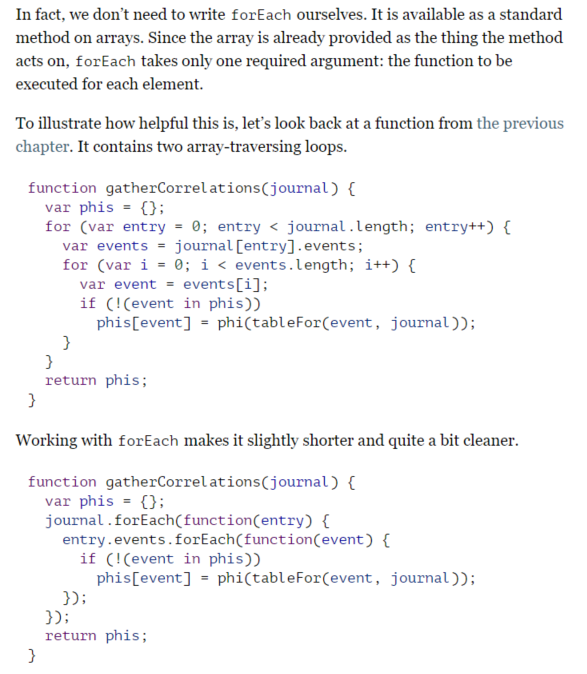 In fact, we don’t need to write forEach ourselves. It is available as a standard
method on arrays. Since the array is already provided as the thing the method
acts on, forEach takes only one required argument: the function to be
executed for each element.
To illustrate how helpful this is, let’s look back at a function from the previous
chapter. It contains two array-traversing loops.
function gatherCorrelations(journal) {
  var phis = {};
  for (var entry = 0; entry < journal.length; entry++) {
    var events = journal[entry].events;
    for (var i = 0; i < events.length; i++) {
      var event = events[i];
      if (!(event in phis))
        phis[event] = phi(tableFor(event, journal));
    }
  }
  return phis;
}
Working with forEach makes it slightly shorter and quite a bit cleaner.
function gatherCorrelations(journal) {
  var phis = {};
  journal.forEach(function(entry) {
    entry.events.forEach(function(event) {
      if (!(event in phis))
        phis[event] = phi(tableFor(event, journal));
    });
  });
  return phis;
}